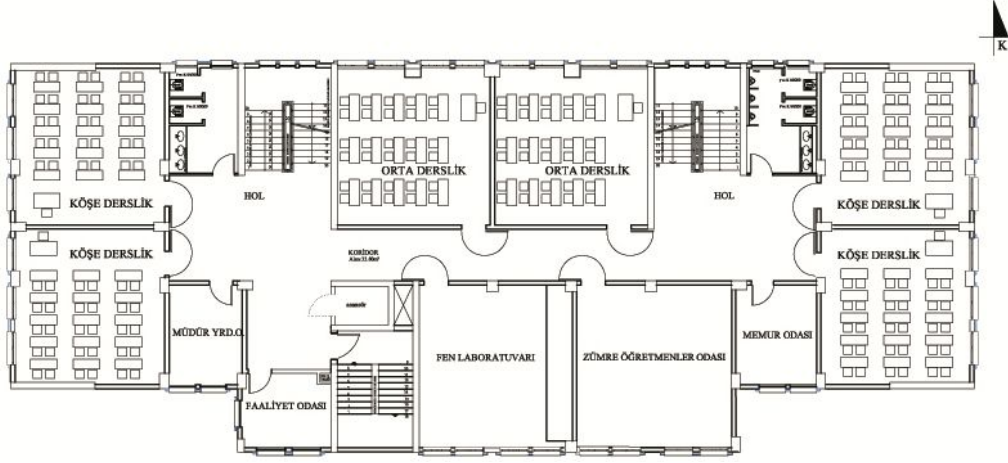 K
ORTA DERSLİK
ORTA DERSLİK
HOL
HOL
KÖŞE DERSLİK
KÖŞE DERSLİK
KÖŞE DERSLİK
KÖŞE DERSLİK
KORİDOR
MÜDÜR YRD.O.
FEN LABORATUVARI
ZÜMRE ÖĞRETMENLER ODASI
MEMUR ODASI
FAALİYET ODASI